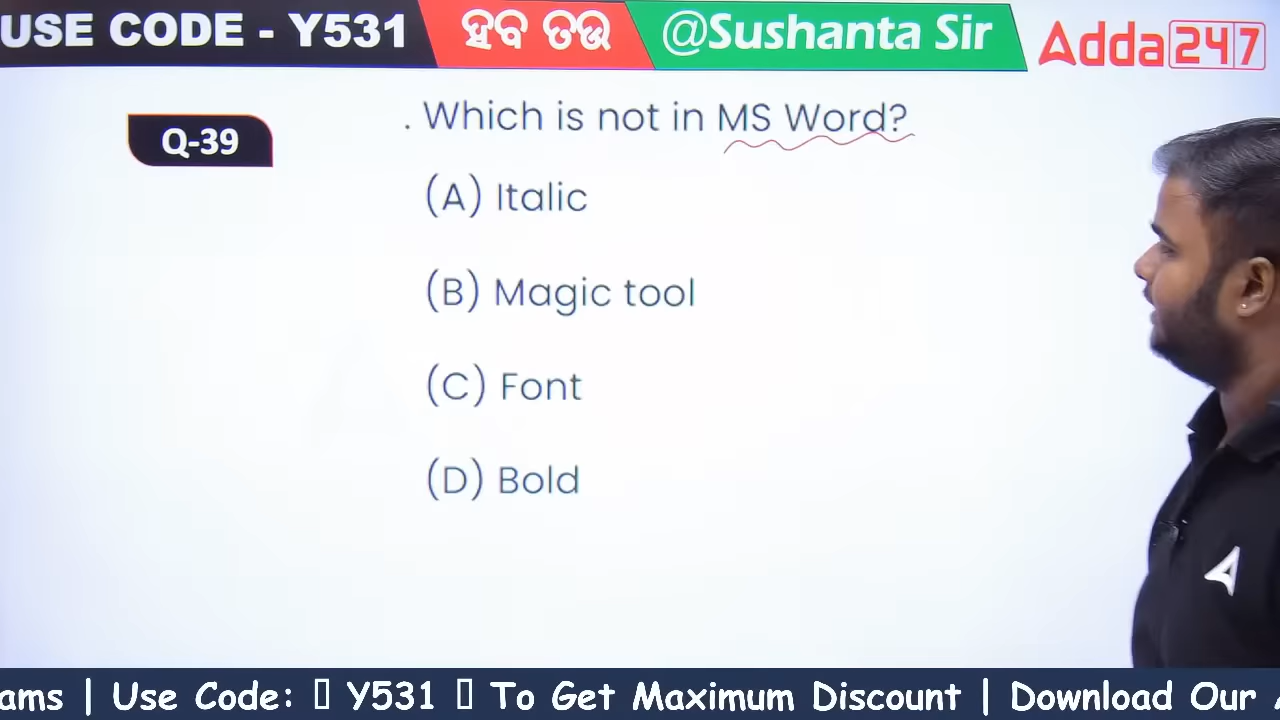 USE CODE - Y531
ହବ ତଉ
@Sushanta Sir
Adda247
Q-39
. Which is not in MS Word?
(A) Italic
(B) Magic tool
(C) Font
(D) Bold
ams | Use Code: Y531 To Get Maximum Discount | Download Our